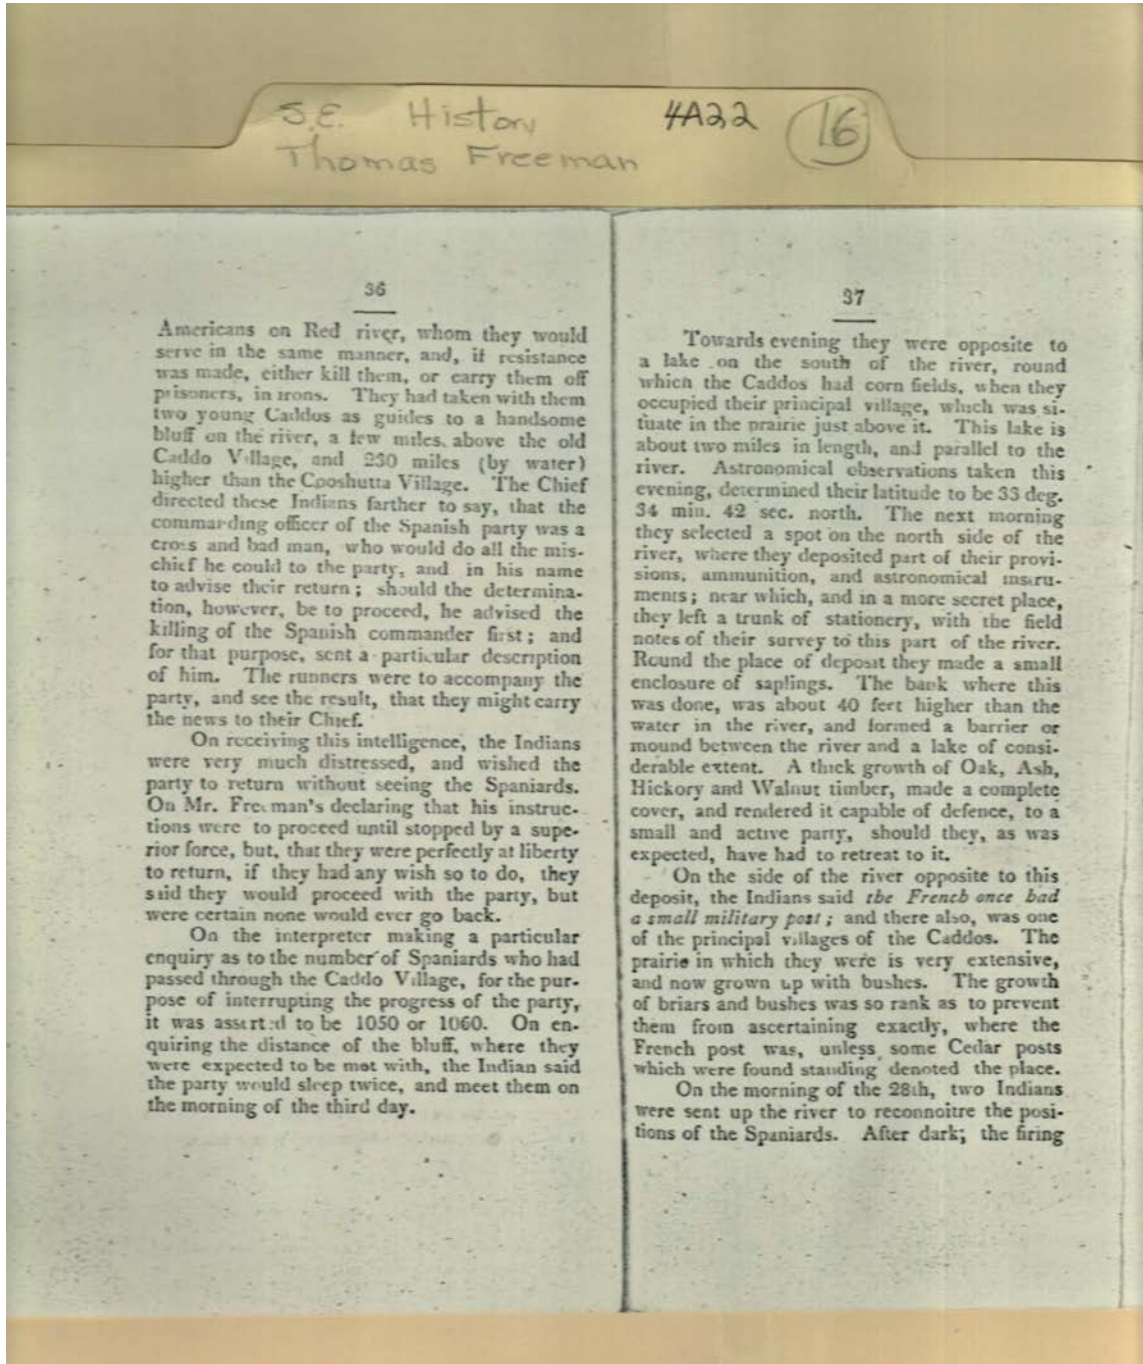 S.E. History 4A22 16
Thomas Freeman
36
Americans on Red river, whom they would
serve in the same manner, and, if resistance
was made, either kill them, or carry them off
prisoners, in irons. They had taken with them
two young Caddos as guides to a handsome
bluff on the river, a few miles above the old
Caddo Village, and 230 miles (by water)
higher than the Cooshutta Village. The Chief
directed these Indians farther to say, that the
commanding officer of the Spanish party was a
cross and bad man, who would do all the mis-
chief he could to the party, and in his name
to advise their return; should the determina-
tion, however, be to proceed, he advised the
killing of the Spanish commander first; and
for that purpose, sent a particular description
of him. The runners were to accompany the
party, and see the result, that they might carry
the news to their Chief.
On receiving this intelligence, the Indians
were very much distressed, and wished the
party to return without seeing the Spaniards.
On Mr. Freeman's declaring that his instruc-
tions were to proceed until stopped by a supe-
rior force, but, that they were perfectly at liberty
to return, if they had any wish so to do, they
said they would proceed with the party, but
were certain none would ever go back.
On the interpreter making a particular
enquiry as to the number of Spaniards who had
passed through the Caddo Village, for the pur-
pose of interrupting the progress of the party,
it was asserted to be 1050 or 1060. On en-
quiring the distance of the bluff, where they
were expected to be met with, the Indian said
the party would sleep twice, and meet them on
the morning of the third day.
37
Towards evening they were opposite to
a lake on the south of the river, round
which the Caddos had corn fields, when they
occupied their principal village, which was si-
tuate in the prairie just above it. This lake is
about two miles in length, and parallel to the
river. Astronomical observations taken this
evening, determined their latitude to be 33 deg.
34 min. 42 sec. north. The next morning
they selected a spot on the north side of the
river, where they deposited part of their provi-
sions, ammunition, and astronomical instru-
ments; near which, and in a more secret place,
they left a trunk of stationery, with the field
notes of their survey to this part of the river.
Round the place of deposit they made a small
enclosure of saplings. The bank where this
was done, was about 40 feet higher than the
water in the river, and formed a barrier or
mound between the river and a lake of consi-
derable extent. A thick growth of Oak, Ash,
Hickory and Walnut timber, made a complete
cover, and rendered it capable of defence, to a
small and active party, should they, as was
expected, have had to retreat to it.
On the side of the river opposite to this
deposit, the Indians said the French once had
a small military post; and there also, was one
of the principal villages of the Caddos. The
prairie in which they were is very extensive,
and now grown up with bushes. The growth
of briars and bushes was so rank as to prevent
them from ascertaining exactly, where the
French post was, unless some Cedar posts
which were found standing denoted the place.
On the morning of the 28th, two Indians
were sent up the river to reconnoitre the posi-
tions of the Spaniards. After dark; the firing